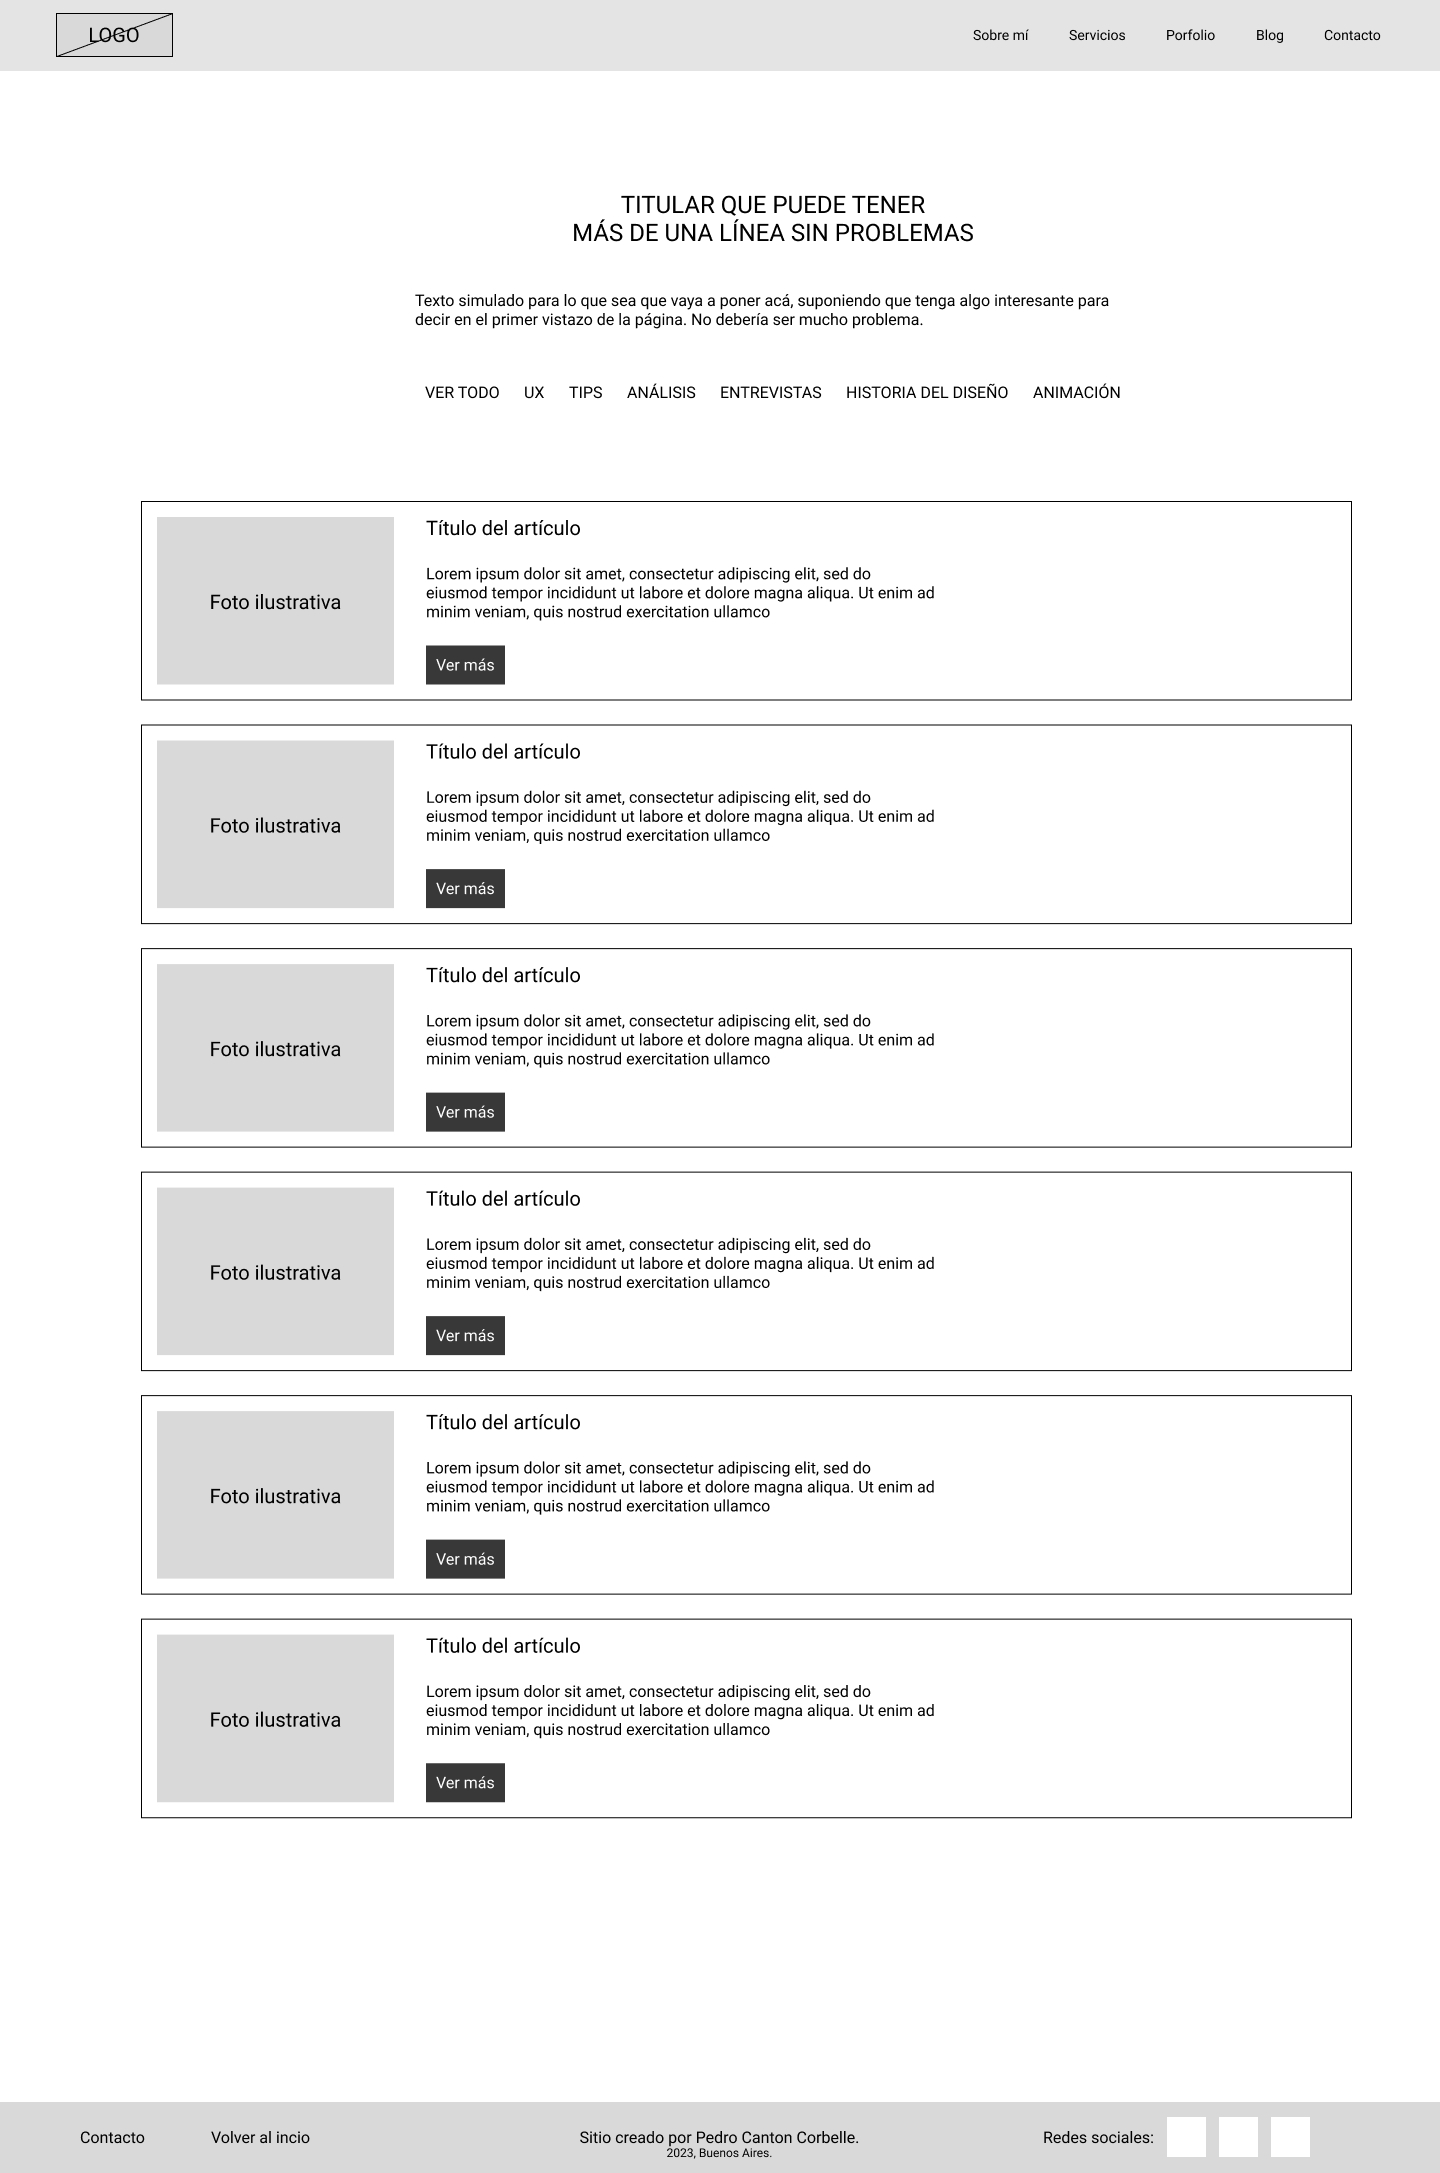 LOGO
Sobre mí
Servicios
Porfolio
Blog
Contacto
TITULAR QUE PUEDE TENER
MÁS DE UNA LÍNEA SIN PROBLEMAS
Texto simulado para lo que sea que vaya a poner acá, suponiendo que tenga algo interesante para
decir en el primer vistazo de la página. No debería ser mucho problema.
VER TODO
UX
TIPS
ANÁLISIS
ENTREVISTAS
HISTORIA DEL DISEÑO
ANIMACIÓN
Foto ilustrativa
Título del artículo
Lorem ipsum dolor sit amet, consectetur adipiscing elit, sed do
eiusmod tempor incididunt ut labore et dolore magna aliqua. Ut enim ad
minim veniam, quis nostrud exercitation ullamco
Ver más
Foto ilustrativa
Título del artículo
Lorem ipsum dolor sit amet, consectetur adipiscing elit, sed do
eiusmod tempor incididunt ut labore et dolore magna aliqua. Ut enim ad
minim veniam, quis nostrud exercitation ullamco
Ver más
Foto ilustrativa
Título del artículo
Lorem ipsum dolor sit amet, consectetur adipiscing elit, sed do
eiusmod tempor incididunt ut labore et dolore magna aliqua. Ut enim ad
minim veniam, quis nostrud exercitation ullamco
Ver más
Foto ilustrativa
Título del artículo
Lorem ipsum dolor sit amet, consectetur adipiscing elit, sed do
eiusmod tempor incididunt ut labore et dolore magna aliqua. Ut enim ad
minim veniam, quis nostrud exercitation ullamco
Ver más
Foto ilustrativa
Título del artículo
Lorem ipsum dolor sit amet, consectetur adipiscing elit, sed do
eiusmod tempor incididunt ut labore et dolore magna aliqua. Ut enim ad
minim veniam, quis nostrud exercitation ullamco
Ver más
Foto ilustrativa
Título del artículo
Lorem ipsum dolor sit amet, consectetur adipiscing elit, sed do
eiusmod tempor incididunt ut labore et dolore magna aliqua. Ut enim ad
minim veniam, quis nostrud exercitation ullamco
Ver más
Contacto
Volver al incio
Sitio creado por Pedro Canton Corbelle.
2023, Buenos Aires.
Redes sociales: